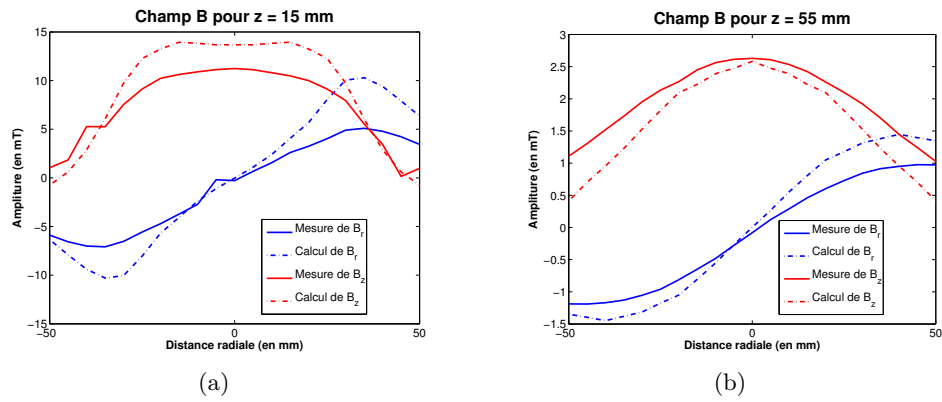 Champ B pour z = 15 mm
15
10
5
0
−5
−10
−15
−50
0
50
Ampliture (en mT)
Distance radiale (en mm)
Mesure de B_r
Calcul de B_r
Mesure de B_z
Calcul de B_z
(a)
Champ B pour z = 55 mm
3
2.5
2
1.5
1
0.5
0
−0.5
−1
−1.5
−50
0
50
Ampliture (en mT)
Distance radiale (en mm)
Mesure de B_r
Calcul de B_r
Mesure de B_z
Calcul de B_z
(b)